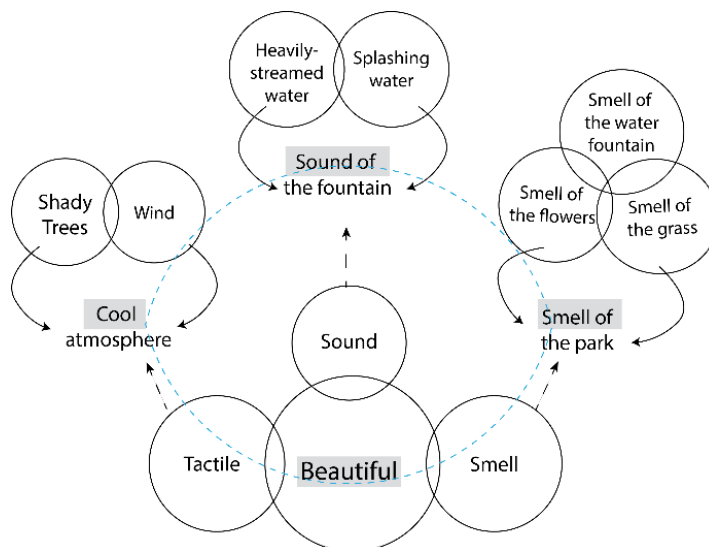 Heavily-
streamed
water
Splashing
water
Smell of
the water
fountain
Sound of
the fountain
Shady
Trees
Wind
Smell of
the flowers
Smell of
the grass
Cool
atmosphere
Sound
Smell of
the park
Tactile
Beautiful
Smell